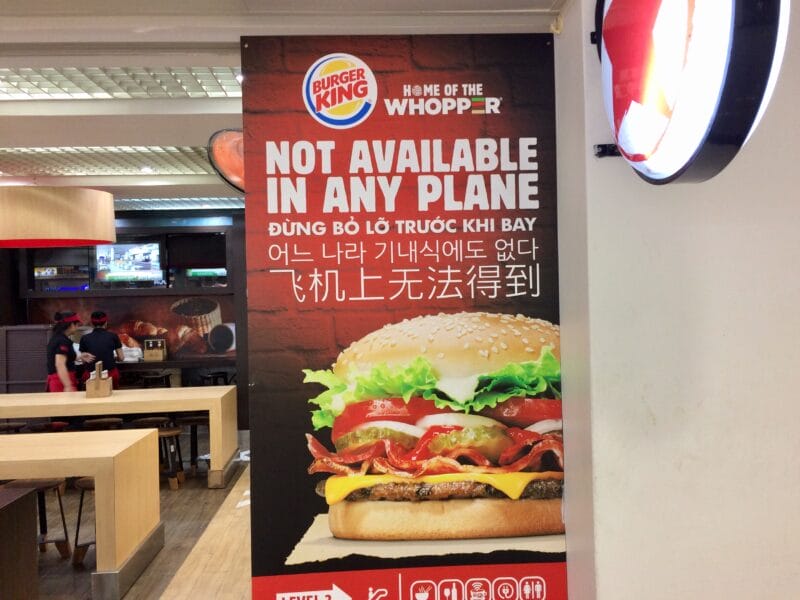 BURGER
KING
HOME OF THE
WHOPPER
NOT AVAILABLE
IN ANY PLANE
ĐỪNG BỎ LỠ TRƯỚC KHI BAY
어느 나라 기내식에도 없다
飞机上无法得到
LEVEL 2